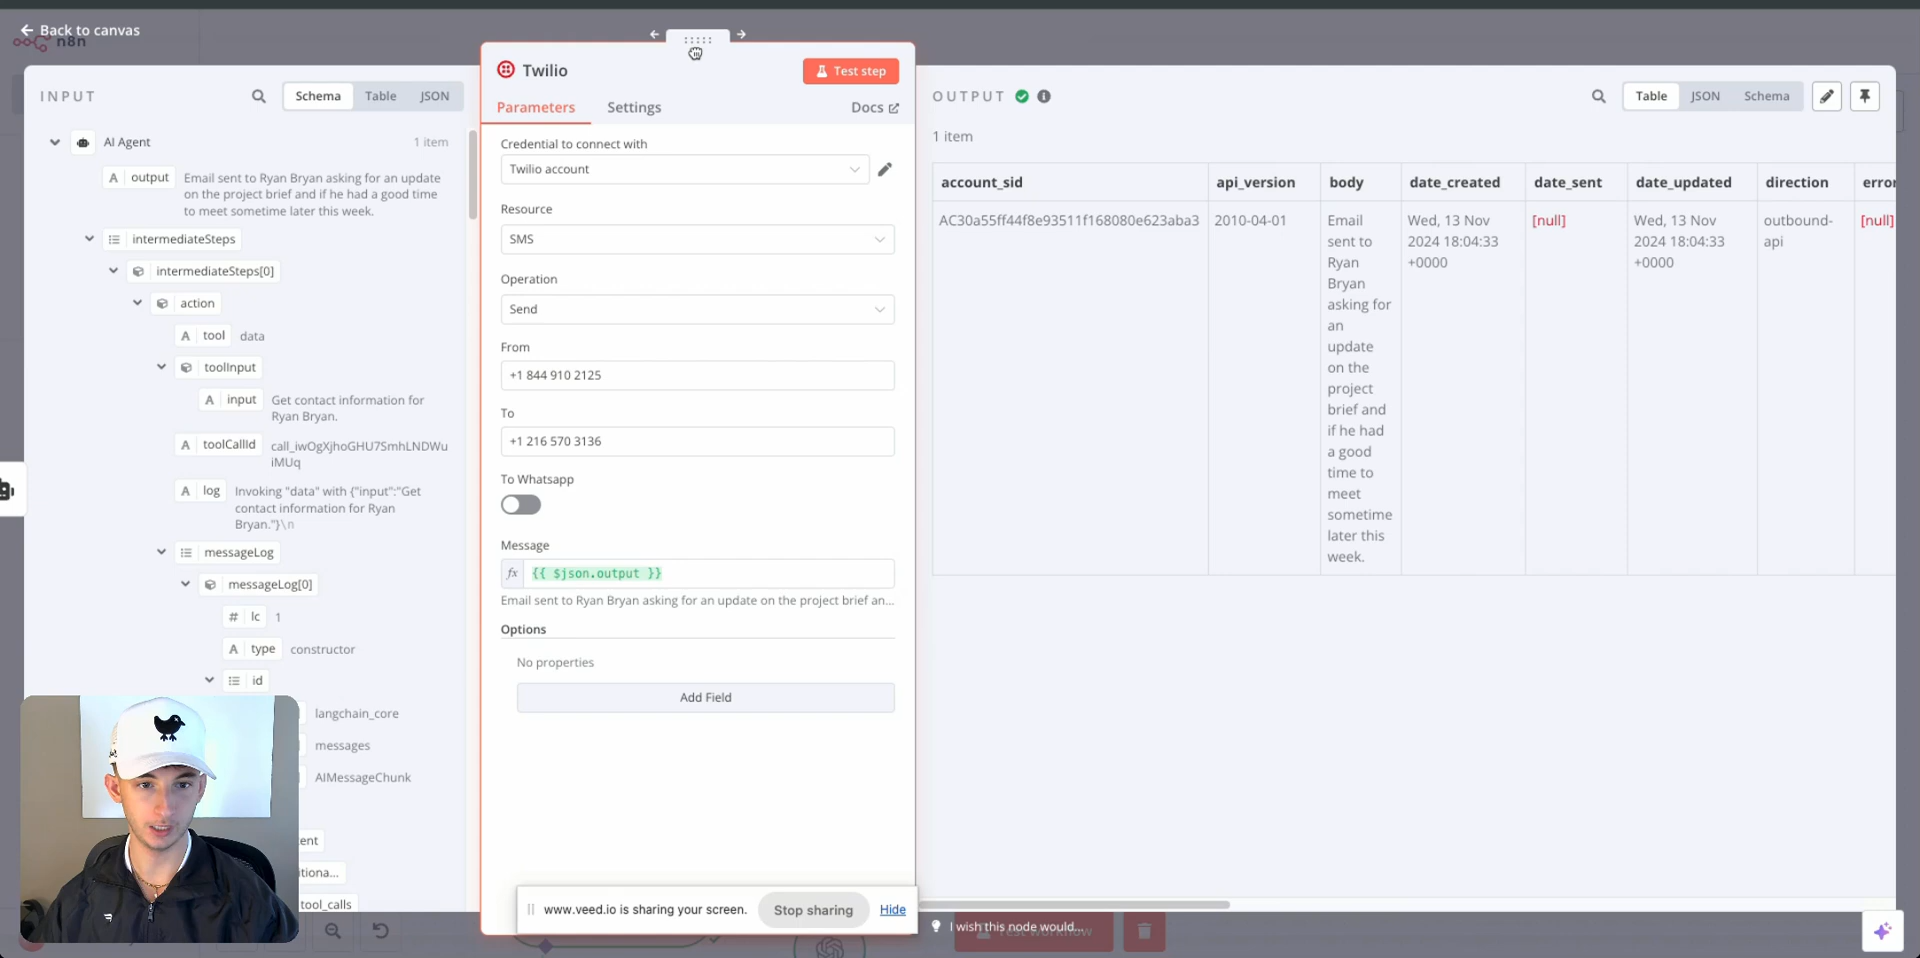 Back to canvas
n8n
INPUT
Schema
Table
JSON
AI Agent
1 item
A output
Email sent to Ryan Bryan asking for an update
on the project brief and if he had a good time
to meet sometime later this week.
intermediateSteps
intermediateSteps[0]
action
A tool data
toolInput
A input
Get contact information for
Ryan Bryan.
A toolCallId
call_iwOgXjhoGHU7SmhLNDWu
iMUq
A log
Invoking "data" with {"input":"Get
contact information for Ryan
Bryan."}\n
messageLog
messageLog[0]
# lc 1
A type constructor
id
langchain_core
messages
AIMessageChunk
ent
itiona...
tool_calls
Twilio
Test step
Parameters
Settings
Docs
Credential to connect with
Twilio account
Resource
SMS
Operation
Send
From
+1 844 910 2125
To
+1 216 570 3136
To Whatsapp
Message
fx {{ $json.output }}
Email sent to Ryan Bryan asking for an update on the project brief an...
Options
No properties
Add Field
www.veed.io is sharing your screen.
Stop sharing
Hide
OUTPUT
Table
JSON
Schema
1 item
account_sid
api_version
body
date_created
date_sent
date_updated
direction
error
AC30a55ff44f8e93511f168080e623aba3
2010-04-01
Email
sent to
Ryan
Bryan
asking for
an
update
on the
project
brief and
if he had
a good
time to
meet
sometime
later this
week.
Wed, 13 Nov
2024 18:04:33
+0000
[null]
Wed, 13 Nov
2024 18:04:33
+0000
outbound-
api
[null]
I wish this node would...
Test workflow